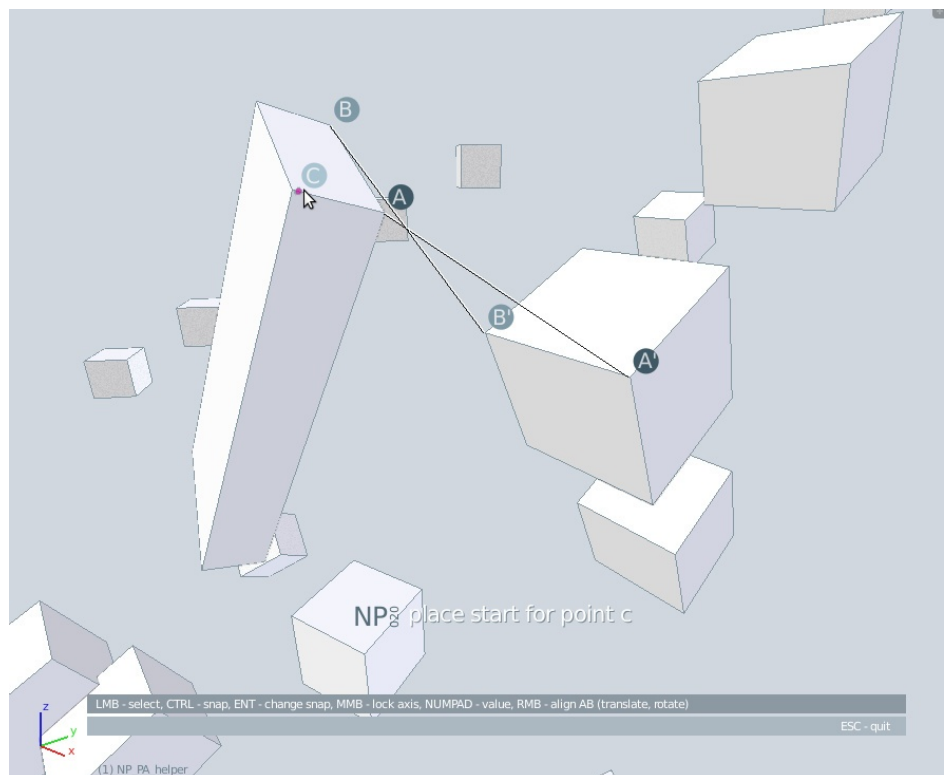 B
C
A
B'
A'
NP 020 place start for point c
LMB - select, CTRL - snap, ENT - change snap, MMB - lock axis, NUMPAD - value, RMB - align AB (translate, rotate)
ESC - quit
z
y
x
(1) NP PA helper